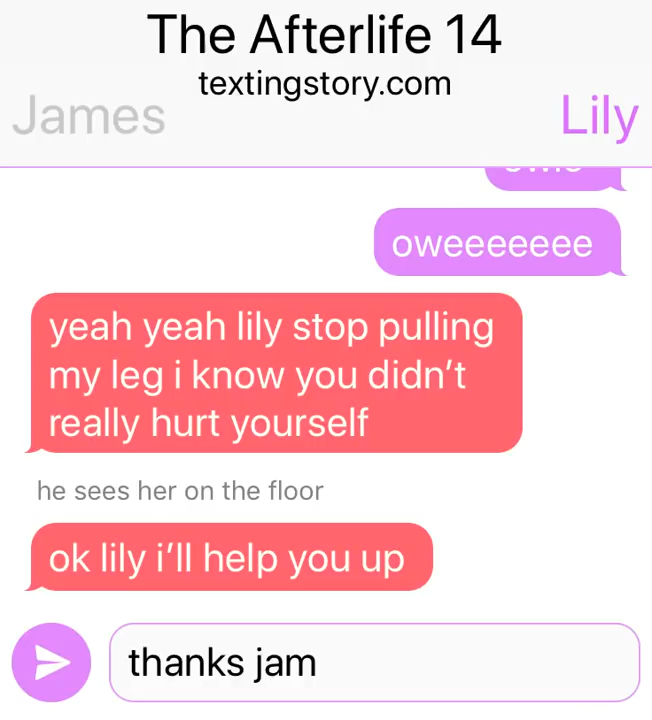 The Afterlife 14
textingstory.com
James
Lily
oweeeeeee
yeah yeah lily stop pulling
my leg i know you didn’t
really hurt yourself
he sees her on the floor
ok lily i’ll help you up
thanks jam